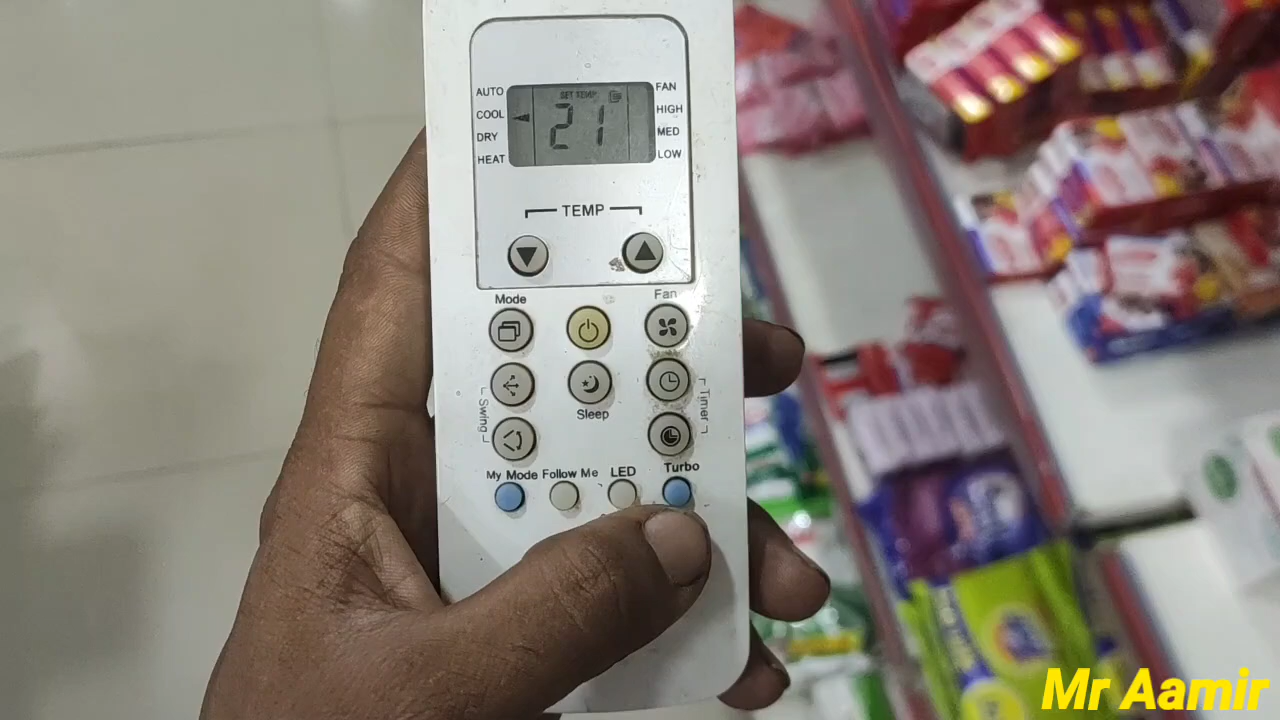 SET TEMP
AUTO
FAN
COOL
21
HIGH
DRY
MED
HEAT
LOW
TEMP
Mode
Fan
Swing
Sleep
Timer
My Mode Follow Me LED Turbo
Mr Aamir